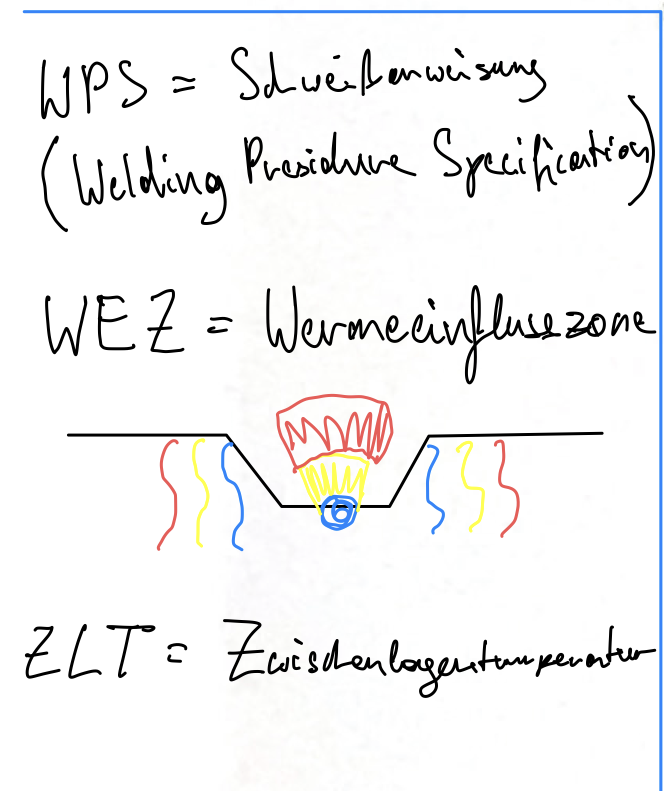 WPS = Schweißanweisung
(Welding Presidure Specification)
WEZ = Wermeeinflusszone
ZLT = Zwischenlagentemperatur